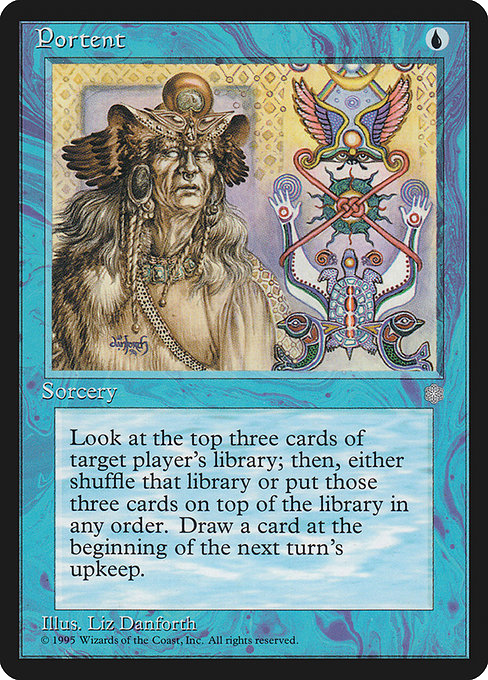 Portent
Danforth
Sorcery
Look at the top three cards of
target player's library; then, either
shuffle that library or put those
three cards on top of the library in
any order. Draw a card at the
beginning of the next turn's
upkeep.
Illus. Liz Danforth
© 1995 Wizards of the Coast, Inc. All rights reserved.